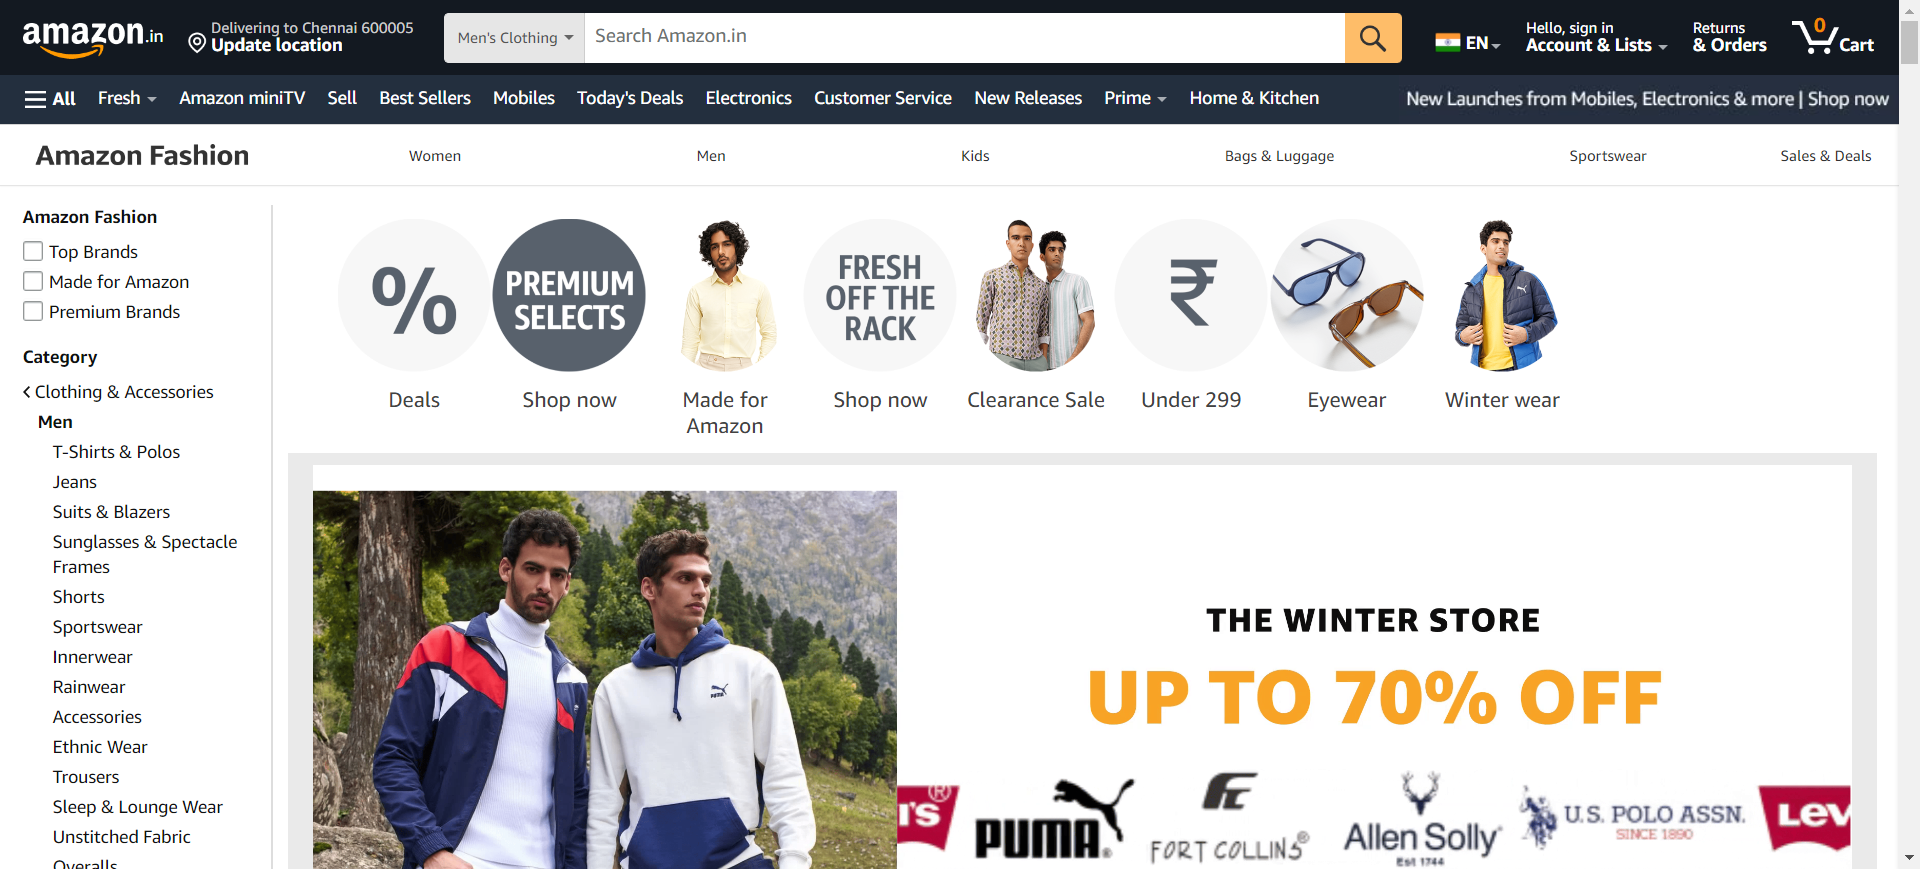 amazon.in
Delivering to Chennai 600005
Update location
Men's Clothing
Search Amazon.in
EN
Hello, sign in
Account & Lists
Returns
& Orders
0
Cart
All
Fresh
Amazon miniTV
Sell
Best Sellers
Mobiles
Today's Deals
Electronics
Customer Service
New Releases
Prime
Home & Kitchen
New Launches from Mobiles, Electronics & more | Shop now
Amazon Fashion
Women
Men
Kids
Bags & Luggage
Sportswear
Sales & Deals
Amazon Fashion
Top Brands
Made for Amazon
Premium Brands
Category
Clothing & Accessories
Men
T-Shirts & Polos
Jeans
Suits & Blazers
Sunglasses & Spectacle
Frames
Shorts
Sportswear
Innerwear
Rainwear
Accessories
Ethnic Wear
Trousers
Sleep & Lounge Wear
Unstitched Fabric
Overalls
%
Deals
PREMIUM
SELECTS
Shop now
Made for
Amazon
FRESH
OFF THE
RACK
Shop now
Clearance Sale
₹
Under 299
Eyewear
Winter wear
PUMA
THE WINTER STORE
UP TO 70% OFF
I'S®
PUMA®
FC
FORT COLLINS®
Allen Solly
Est 1744
U.S. POLO ASSN.
SINCE 1890
LEV